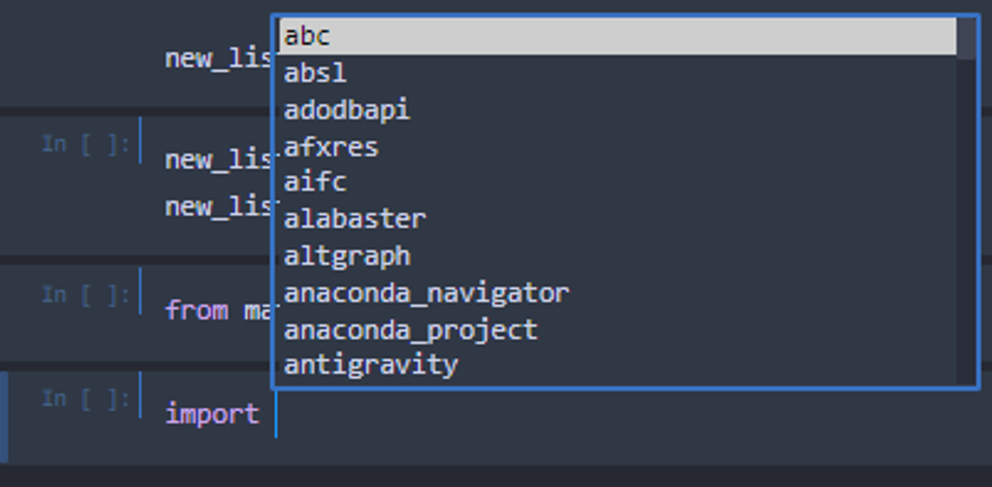 new_lis
In [ ]:
new_lis
new_lis
In [ ]:
from ma
In [ ]:
import
abc
absl
adodbapi
afxres
aifc
alabaster
altgraph
anaconda_navigator
anaconda_project
antigravity